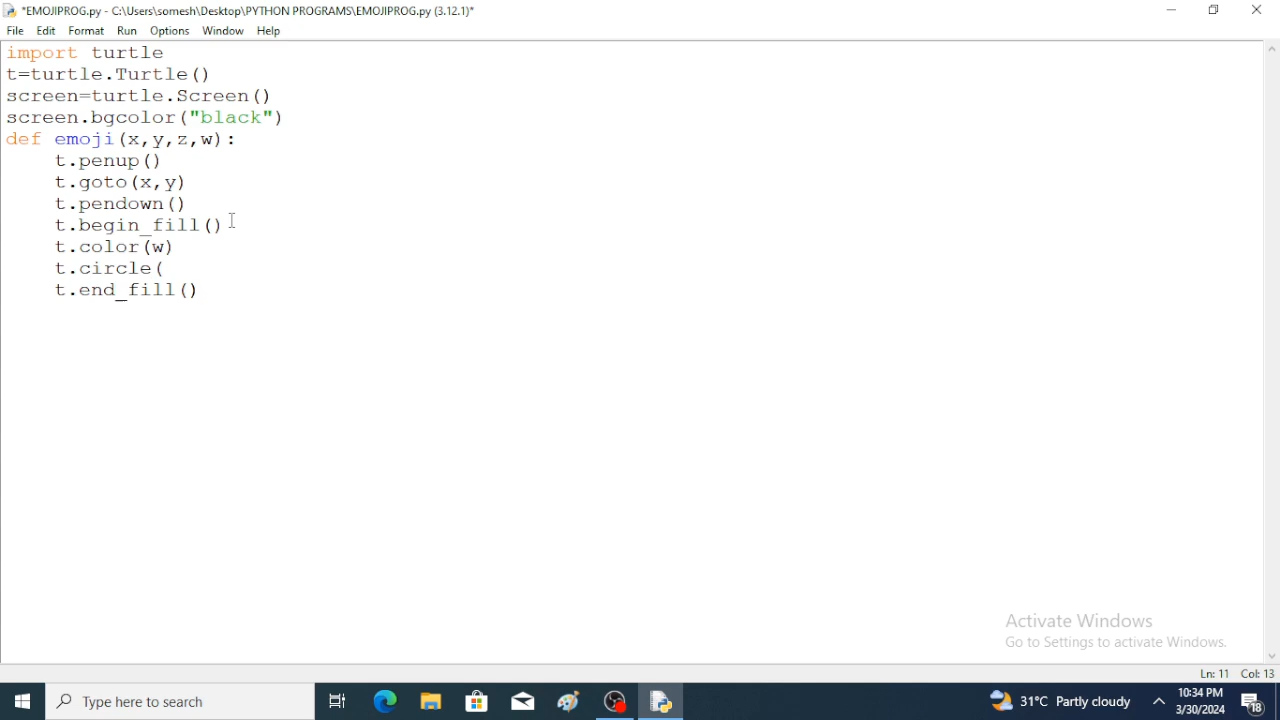 *EMOJIPROG.py - C:\Users\somesh\Desktop\PYTHON PROGRAMS\EMOJIPROG.py (3.12.1)*
File Edit Format Run Options Window Help
import turtle
t=turtle.Turtle()
screen=turtle.Screen()
screen.bgcolor("black")
def emoji(x,y,z,w):
    t.penup()
    t.goto(x,y)
    t.pendown()
    t.begin_fill()
    t.color(w)
    t.circle(
    t.end_fill()
Activate Windows
Go to Settings to activate Windows.
Ln: 11 Col: 13
Type here to search
31°C Partly cloudy
10:34 PM
3/30/2024
18